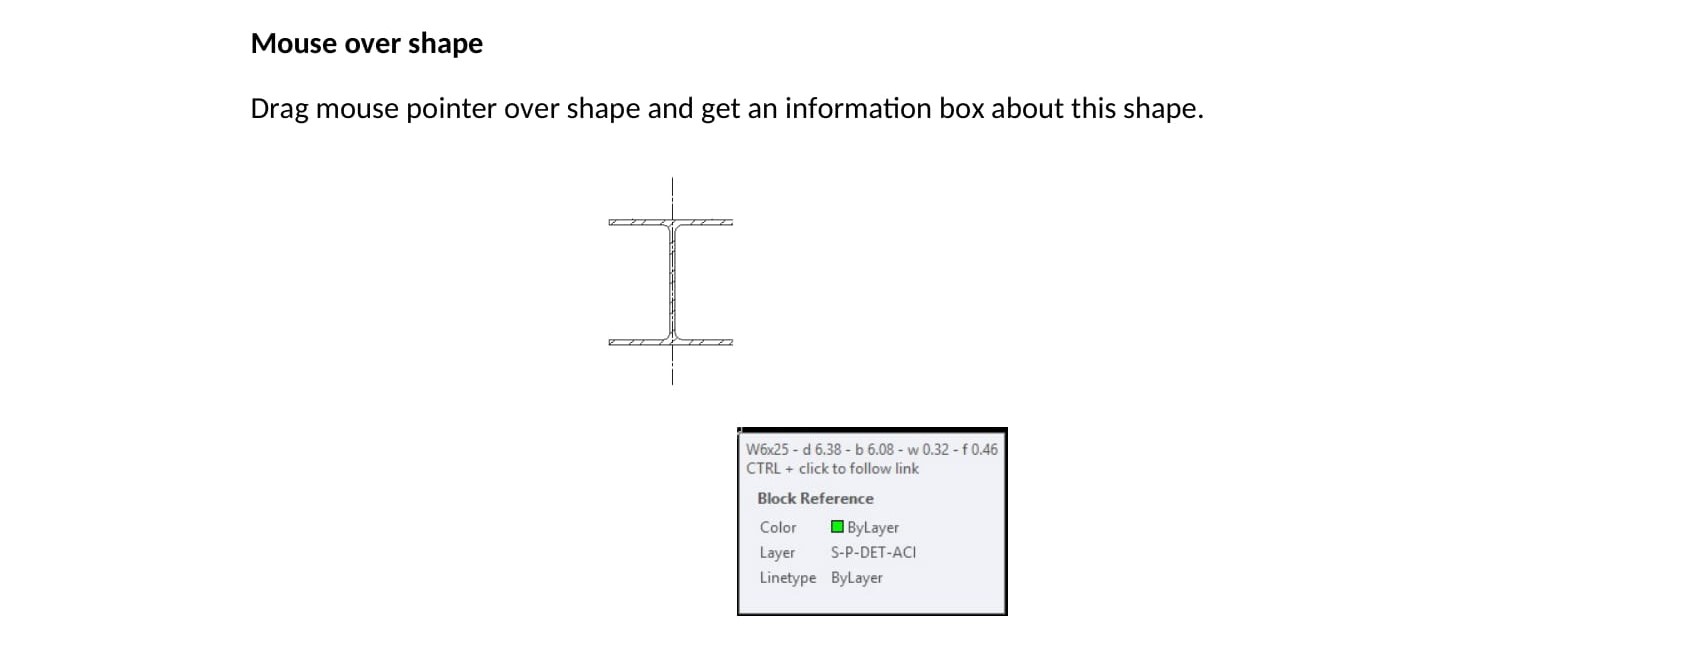 Mouse over shape
Drag mouse pointer over shape and get an information box about this shape.
W6x25 - d 6.38 - b 6.08 - w 0.32 - f 0.46
CTRL + click to follow link
Block Reference
Color ByLayer
Layer S-P-DET-ACI
Linetype ByLayer